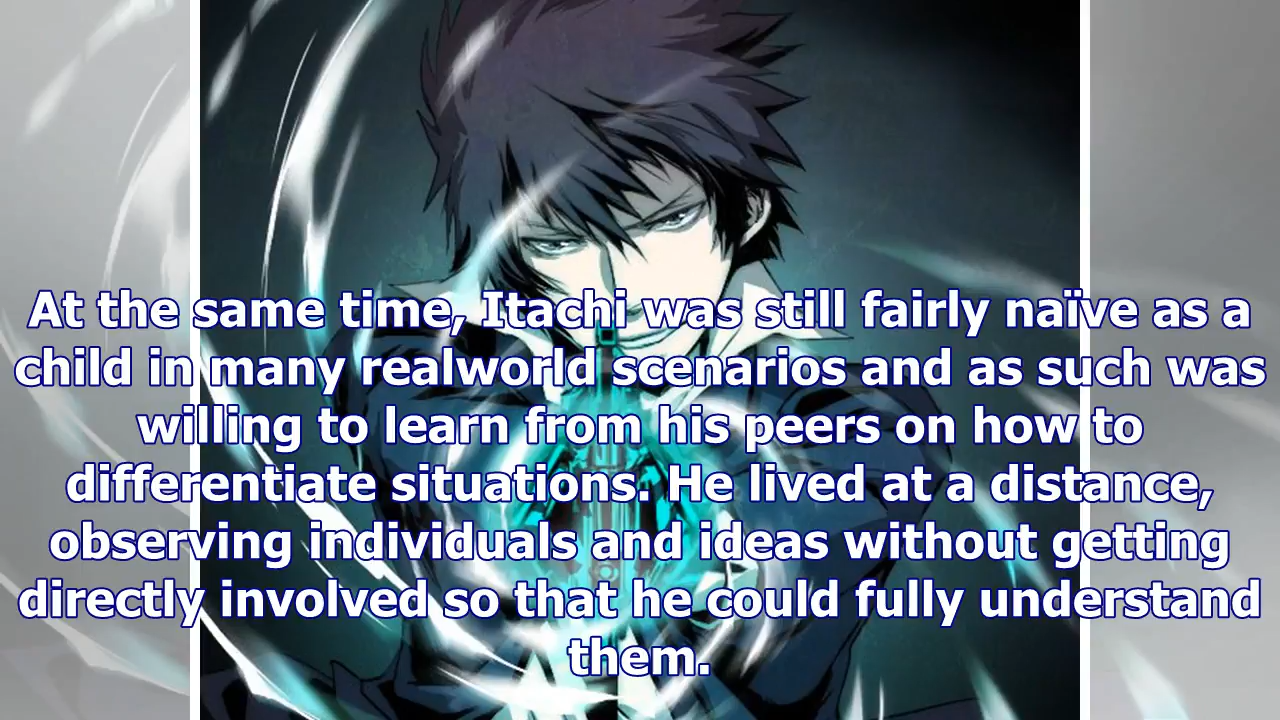 At the same time, Itachi was still fairly naïve as a
child in many realworld scenarios and as such was
willing to learn from his peers on how to
differentiate situations. He lived at a distance,
observing individuals and ideas without getting
directly involved so that he could fully understand
them.